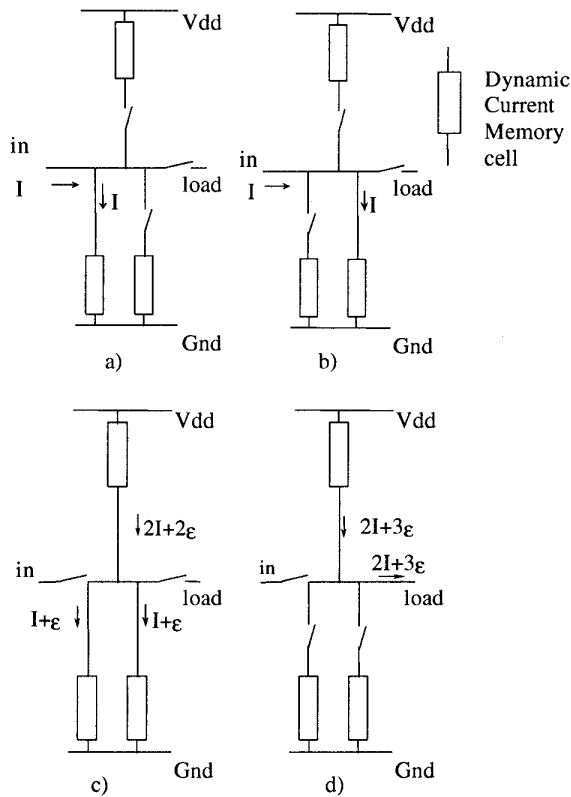 Vdd
in
I
I
load
Gnd
a)
Vdd
in
I
I
load
Gnd
b)
Dynamic
Current
Memory
cell
Vdd
2I+2ε
in
load
I+ε
I+ε
Gnd
c)
Vdd
2I+3ε
2I+3ε
in
load
Gnd
d)